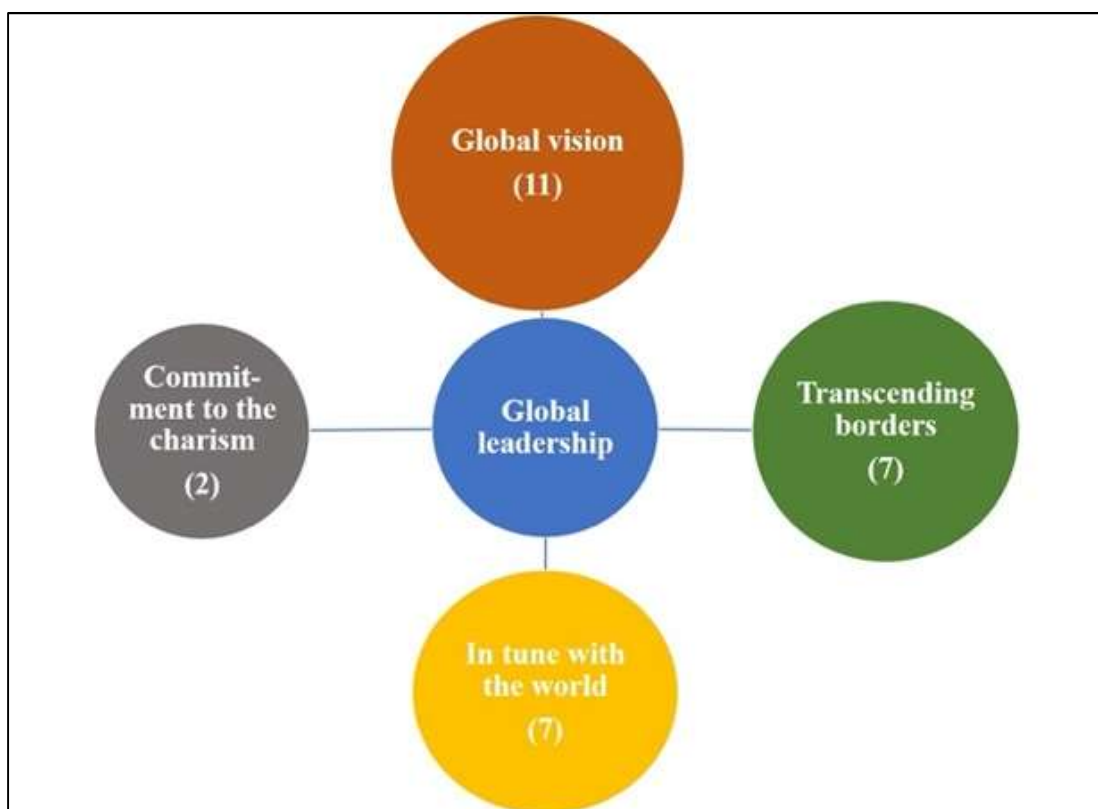 Global vision
(11)
Commit-
ment to the
charism
(2)
Global
leadership
Transcending
borders
(7)
In tune with
the world
(7)